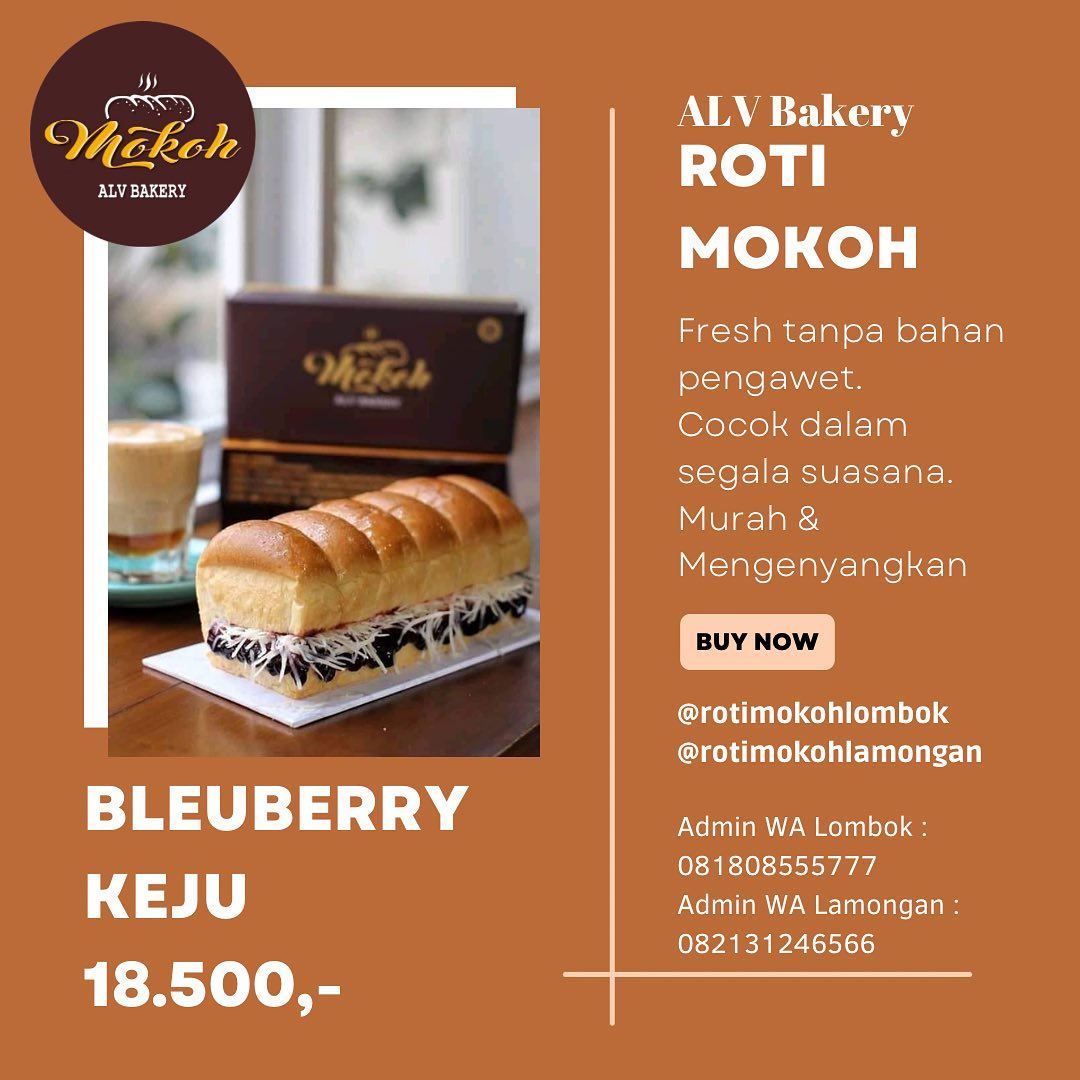 Mokoh
ALV BAKERY
Mokoh
ALV BAKERY
BLEUBERRY
KEJU
18.500,-
ALV Bakery
ROTI
MOKOH
Fresh tanpa bahan
pengawet.
Cocok dalam
segala suasana.
Murah &
Mengenyangkan
BUY NOW
@rotimokohlombok
@rotimokohlamongan
Admin WA Lombok :
081808555777
Admin WA Lamongan :
082131246566